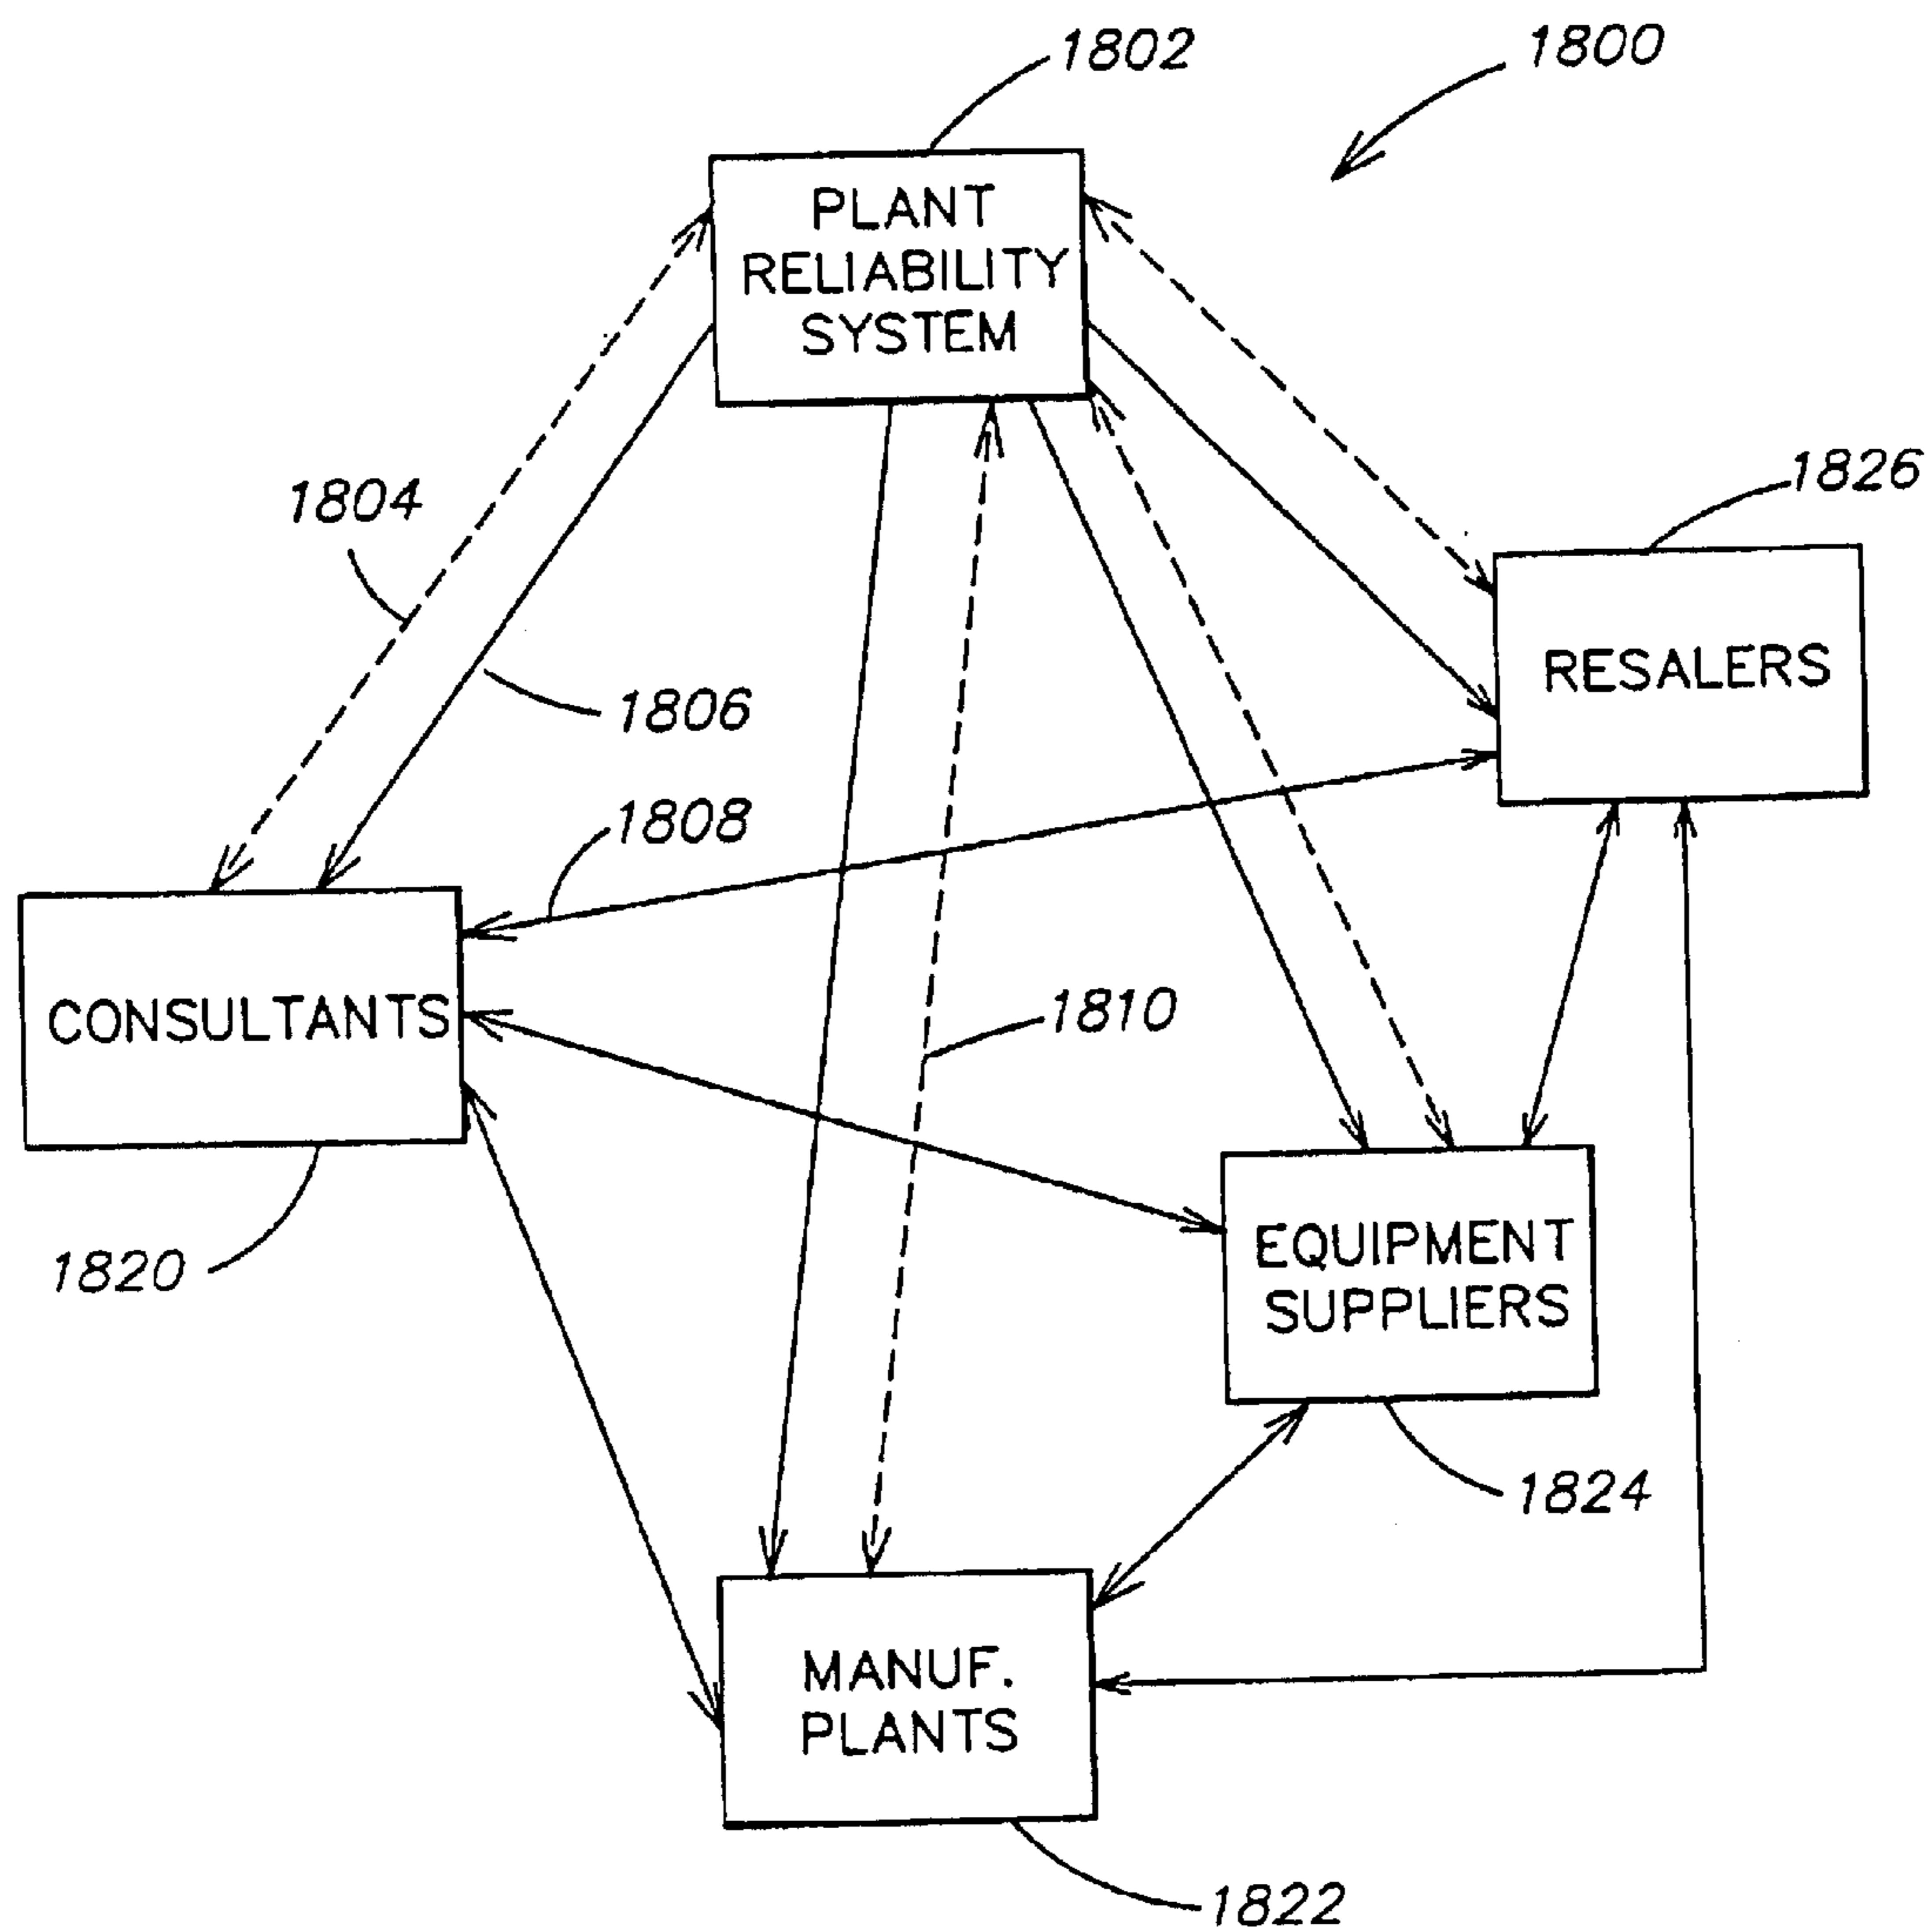 1802
1800
PLANT
RELIABILITY
SYSTEM
1804
1826
RESALERS
1806
1808
CONSULTANTS
1810
1820
EQUIPMENT
SUPPLIERS
1824
MANUF.
PLANTS
1822